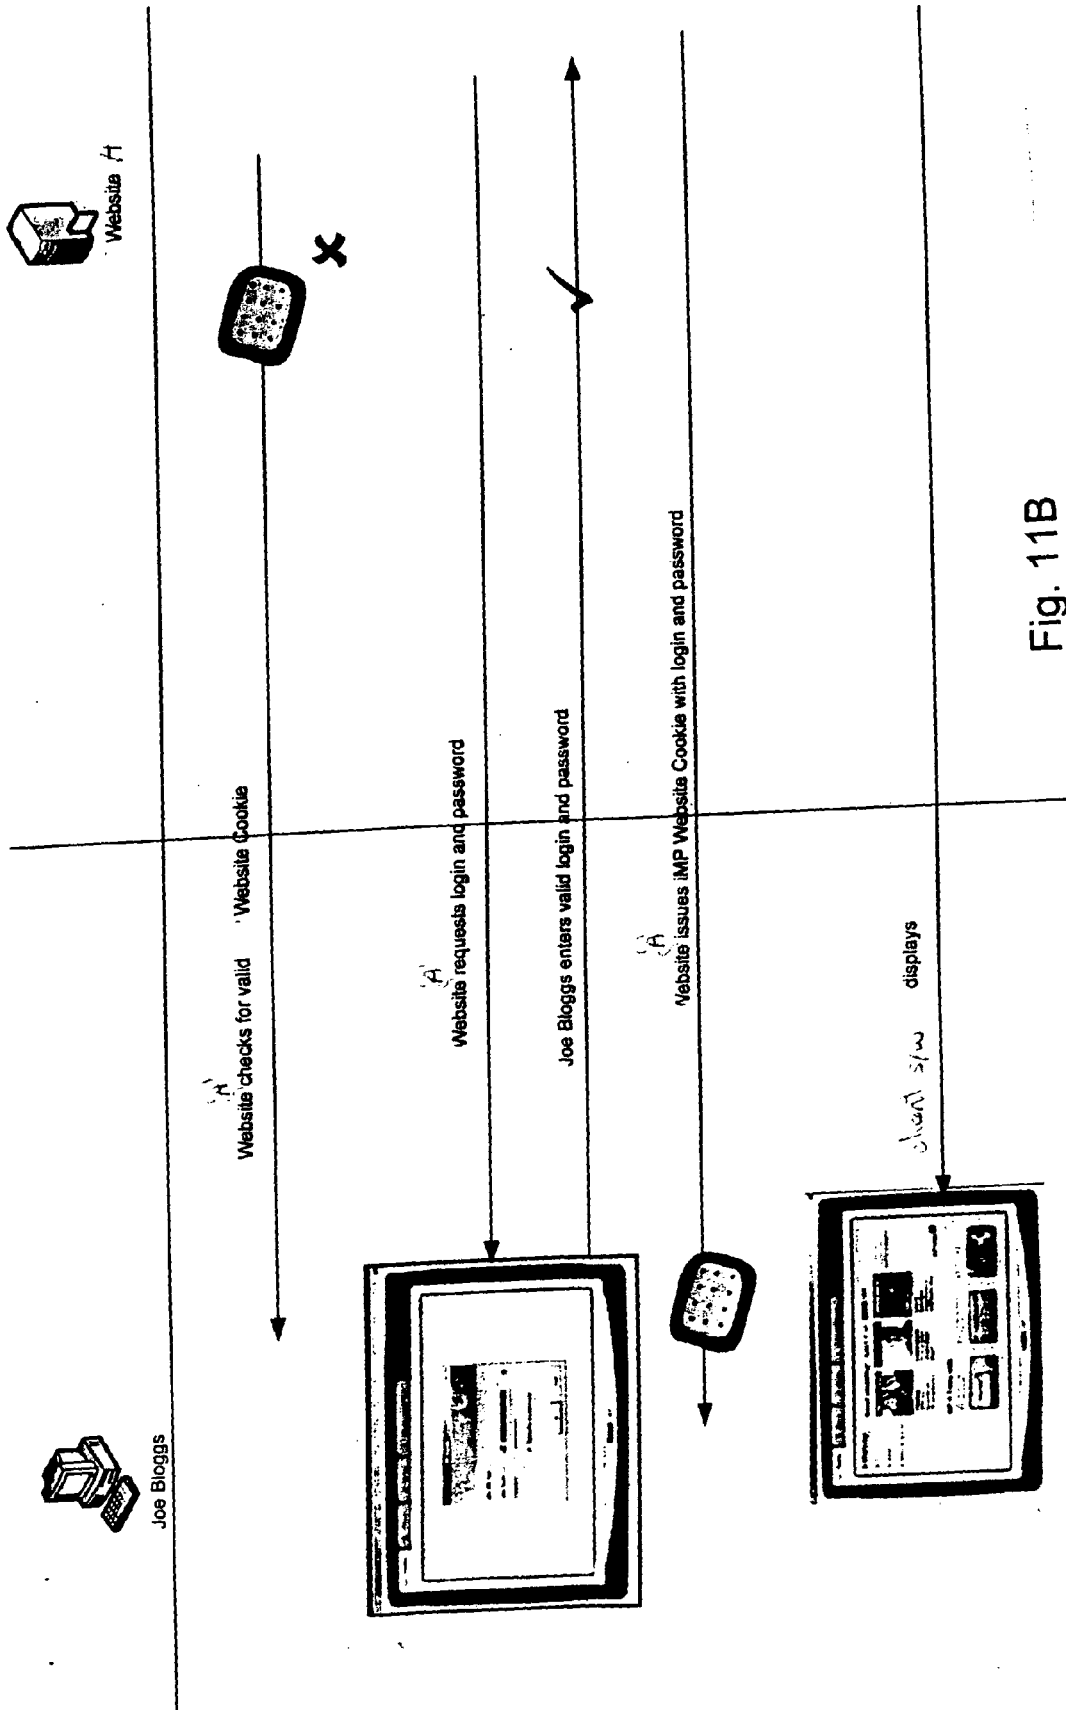 Joe Bloggs
Website A
'A'
Website checks for valid Website Cookie
'A'
Website requests login and password
Joe Bloggs enters valid login and password
'A'
Website issues iMP Website Cookie with login and password
client s/w displays
Fig. 11B